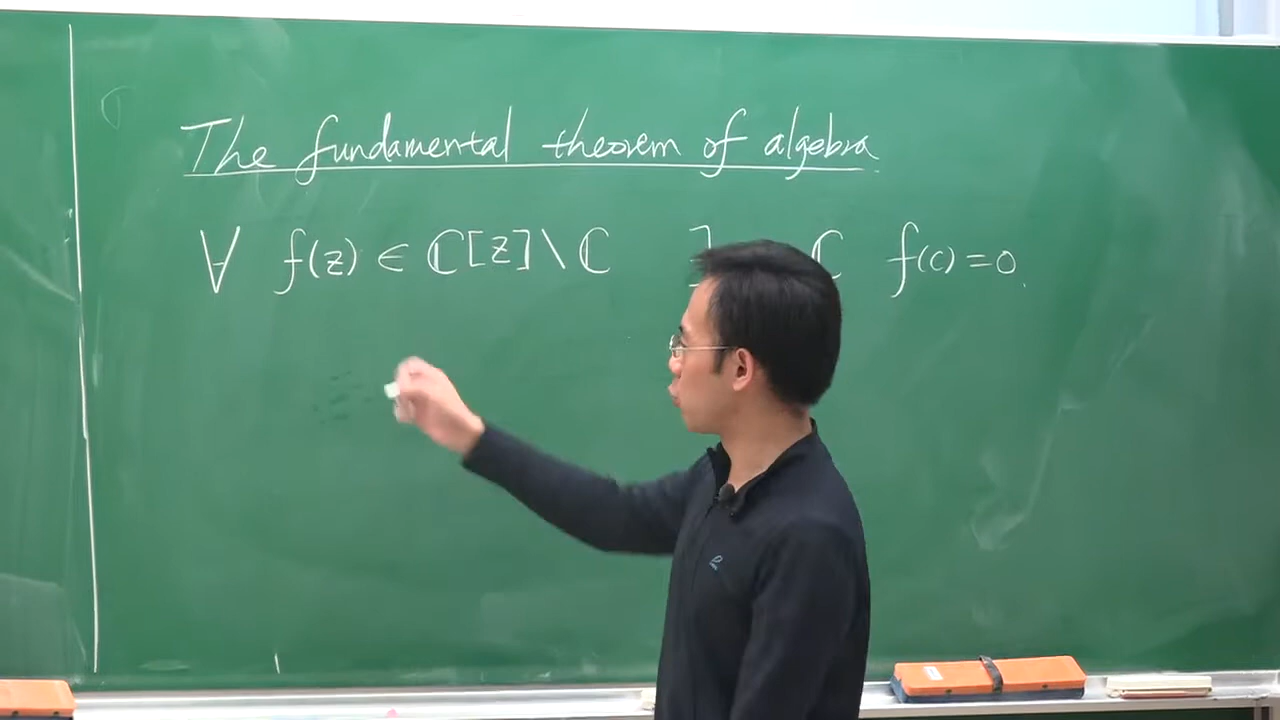 The fundamental theorem of algebra
∀ f(z) ∈ ℂ[z]∖ℂ ∃ ℂ f(c)=0.